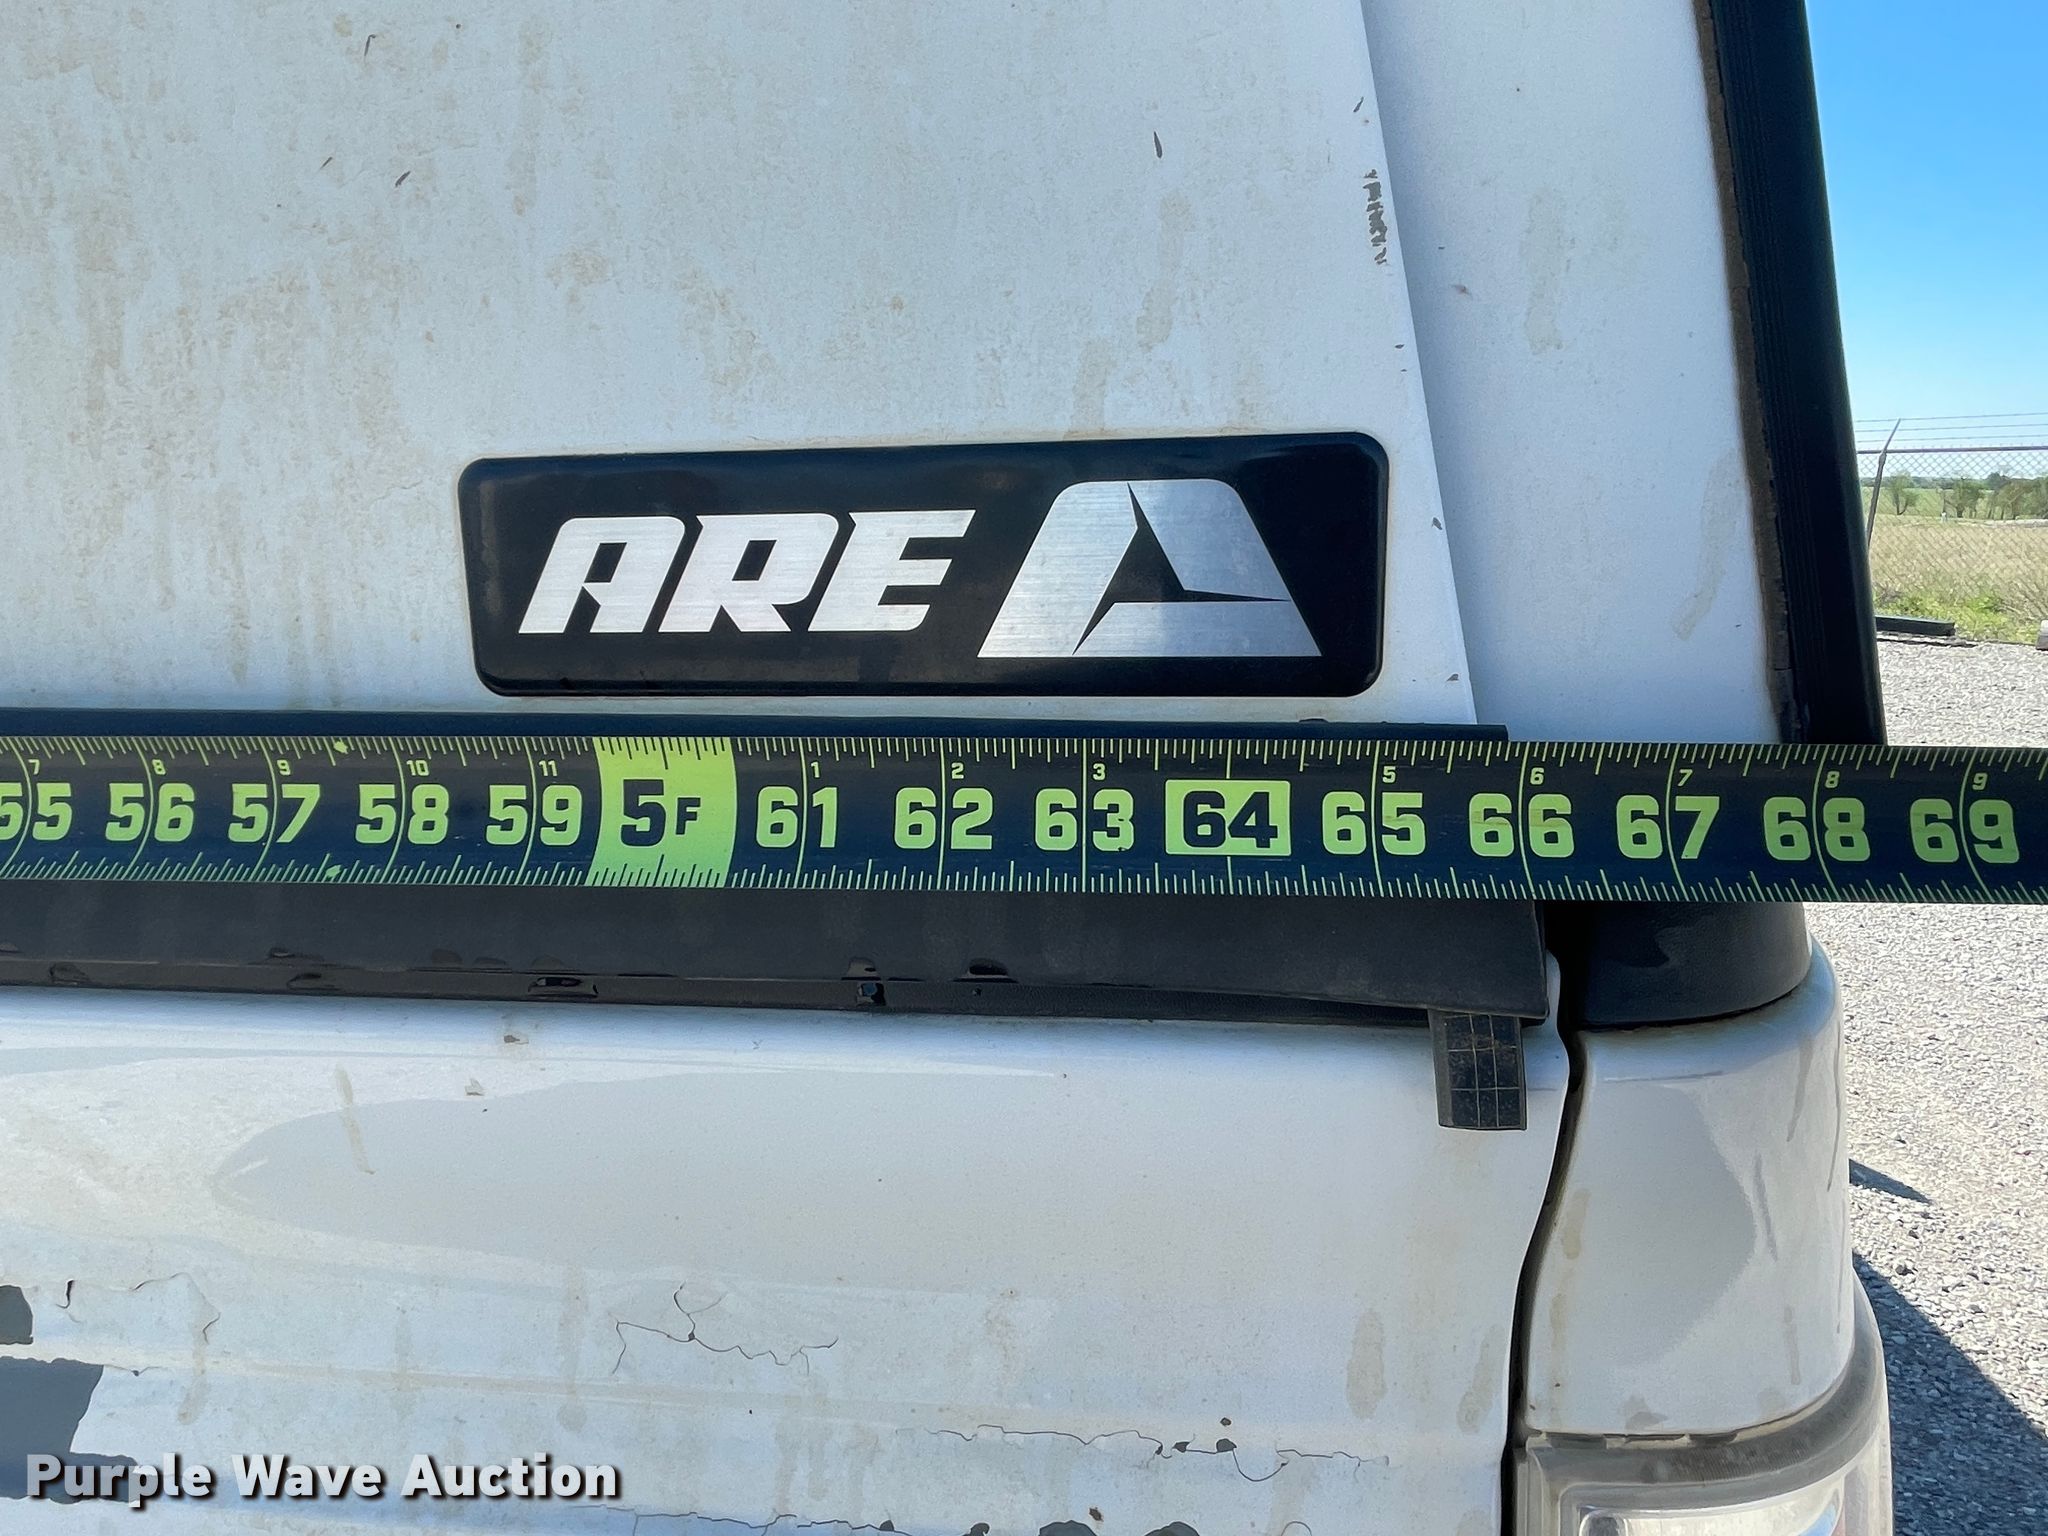 ARE
7 8 9 10 11 1 2 3 5 6 7 8 9
55 56 57 58 59 5F 61 62 63 64 65 66 67 68 69
Purple Wave Auction